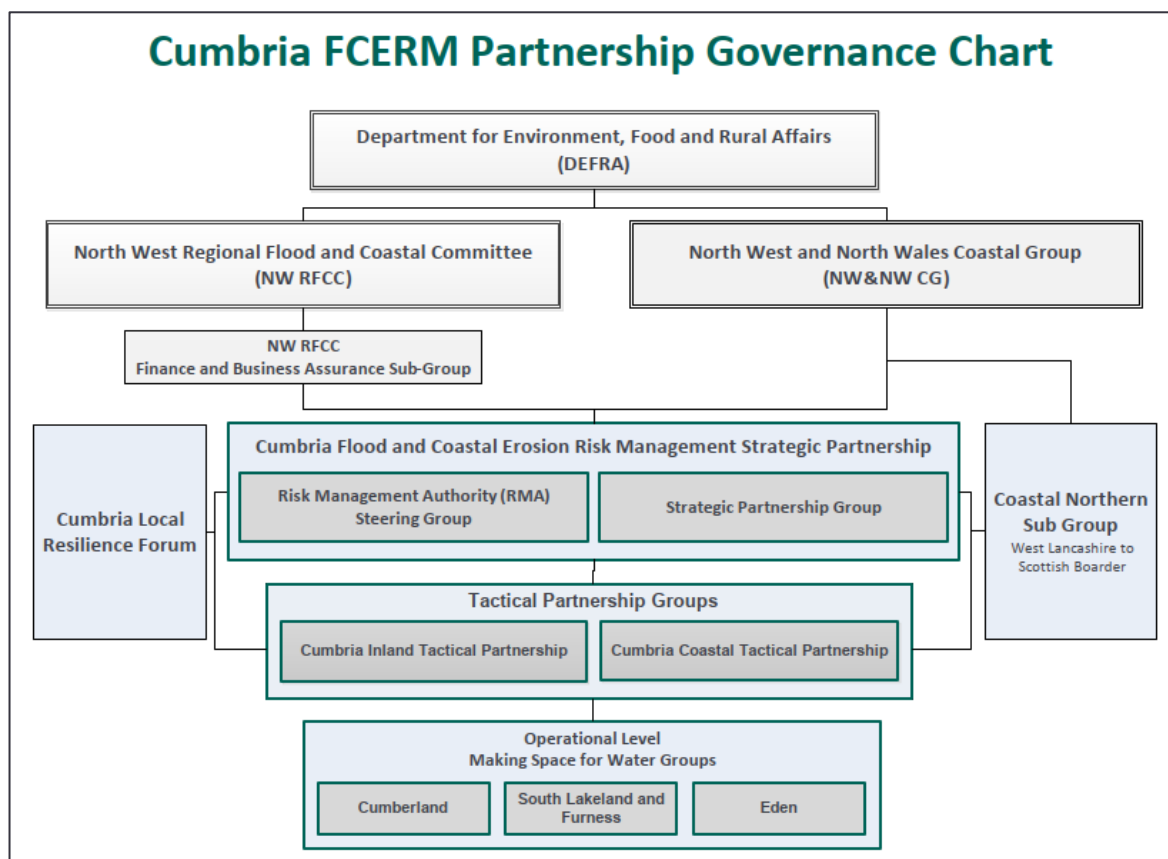 Cumbria FCERM Partnership Governance Chart
Department for Environment, Food and Rural Affairs
(DEFRA)
North West Regional Flood and Coastal Committee
(NW RFCC)
North West and North Wales Coastal Group
(NW&NW CG)
NW RFCC
Finance and Business Assurance Sub-Group
Cumbria Local
Resilience Forum
Cumbria Flood and Coastal Erosion Risk Management Strategic Partnership
Risk Management Authority (RMA)
Steering Group
Strategic Partnership Group
Coastal Northern
Sub Group
West Lancashire to
Scottish Boarder
Tactical Partnership Groups
Cumbria Inland Tactical Partnership
Cumbria Coastal Tactical Partnership
Operational Level
Making Space for Water Groups
Cumberland
South Lakeland and
Furness
Eden